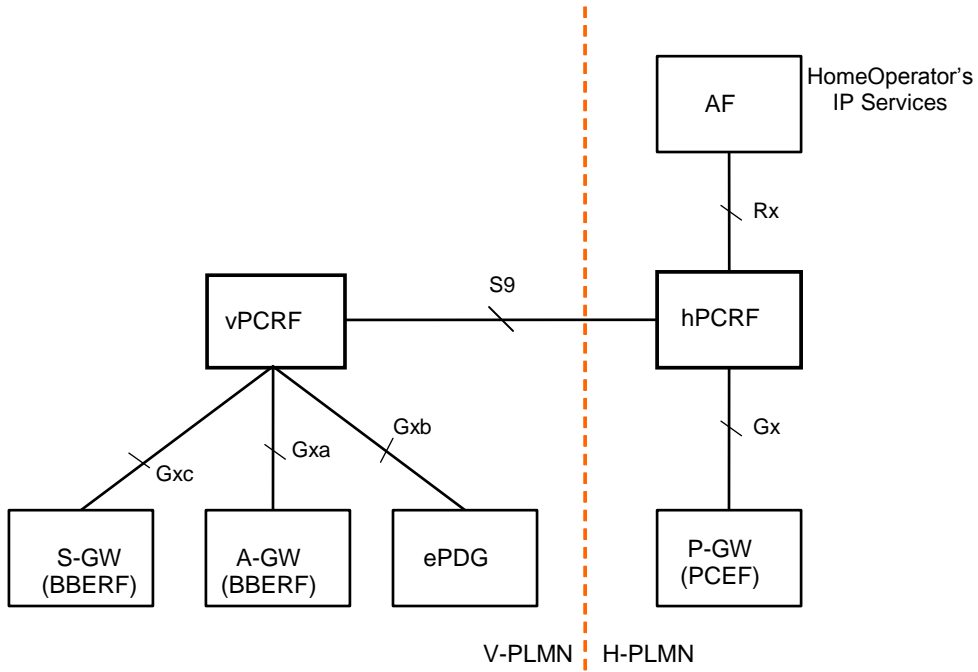 HomeOperator's
IP Services
AF
Rx
S9
vPCRF
hPCRF
Gxc
Gxa
Gxb
Gx
S-GW
(BBERF)
A-GW
(BBERF)
ePDG
P-GW
(PCEF)
V-PLMN
H-PLMN